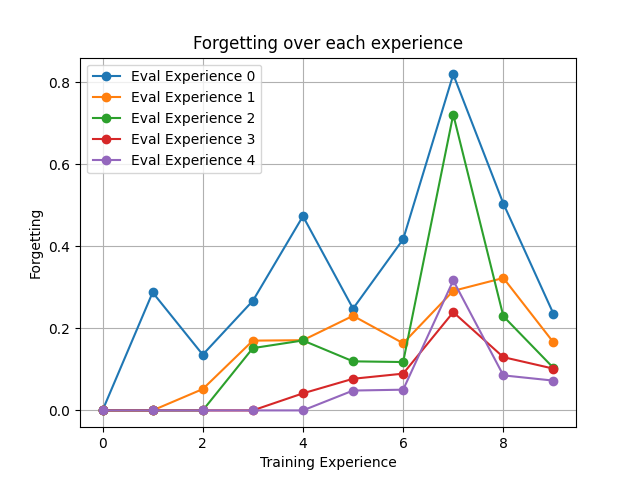 Forgetting over each experience
Eval Experience 0
Eval Experience 1
Eval Experience 2
Eval Experience 3
Eval Experience 4
0.8
0.6
0.4
0.2
0.0
Forgetting
0 2 4 6 8
Training Experience